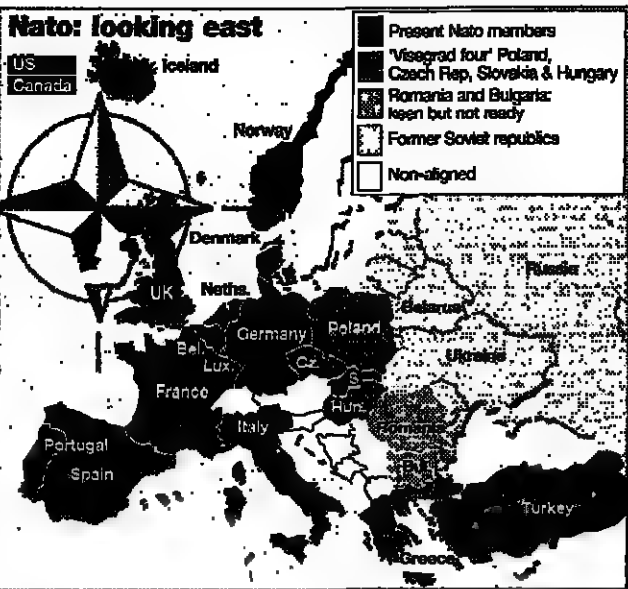 Nato: looking east
US
Canada
Iceland
Norway
Denmark
UK
Neths.
Bel.
Lux.
Germany
Poland
Cz.
S.
Hun.
France
Italy
Portugal
Spain
Romania
Bul.
Greece
Turkey
Russia
Belarus
Ukraine
Present Nato members
'Visegrad four' Poland,
Czech Rep, Slovakia & Hungary
Romania and Bulgaria:
keen but not ready
Former Soviet republics
Non-aligned